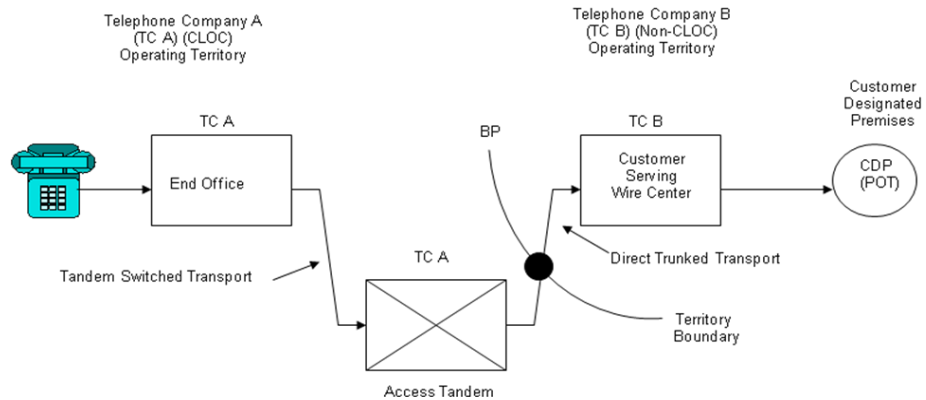 Telephone Company A
(TC A) (CLOC)
Operating Territory
Telephone Company B
(TC B) (Non-CLOC)
Operating Territory
Customer
Designated
Premises
TC A
End Office
BP
TC B
Customer
Serving
Wire Center
CDP
(POT)
Tandem Switched Transport
TC A
Direct Trunked Transport
Territory
Boundary
Access Tandem